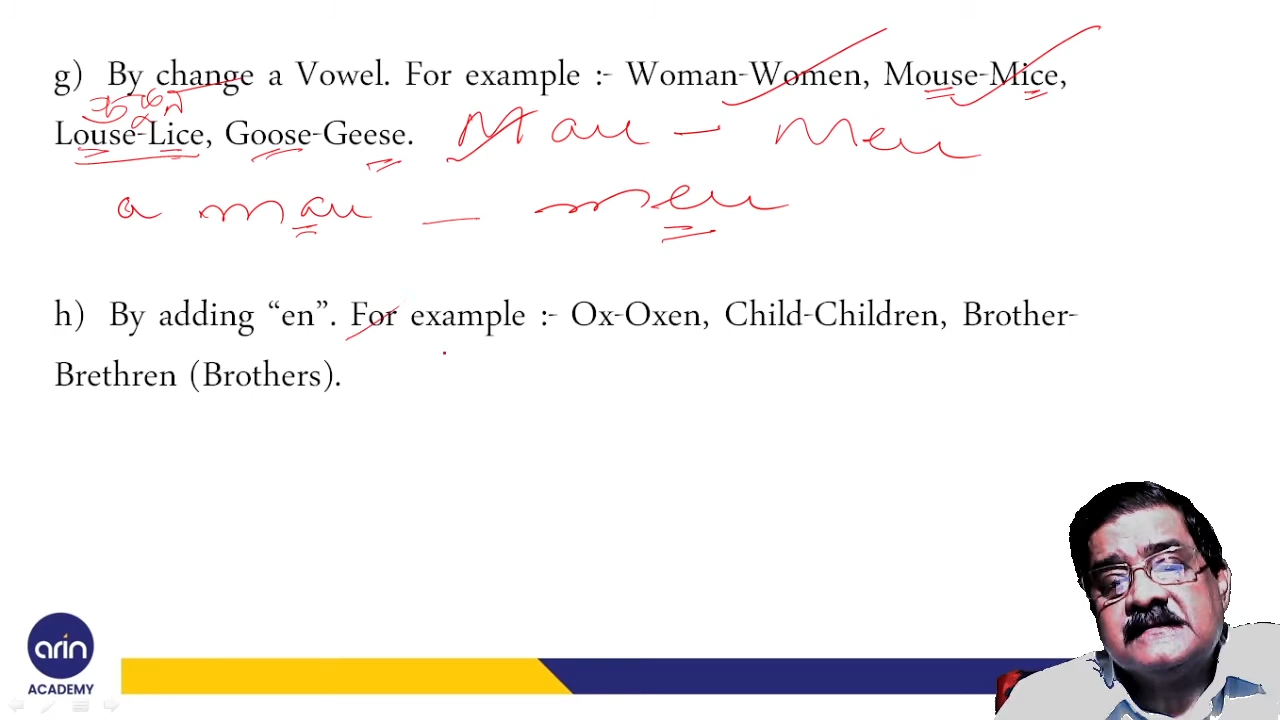 g) By change a Vowel. For example :- Woman-Women, Mouse-Mice,
Louse-Lice, Goose-Geese. Man - Men
a man - men
h) By adding “en”. For example :- Ox-Oxen, Child-Children, Brother-
Brethren (Brothers).
arin
ACADEMY